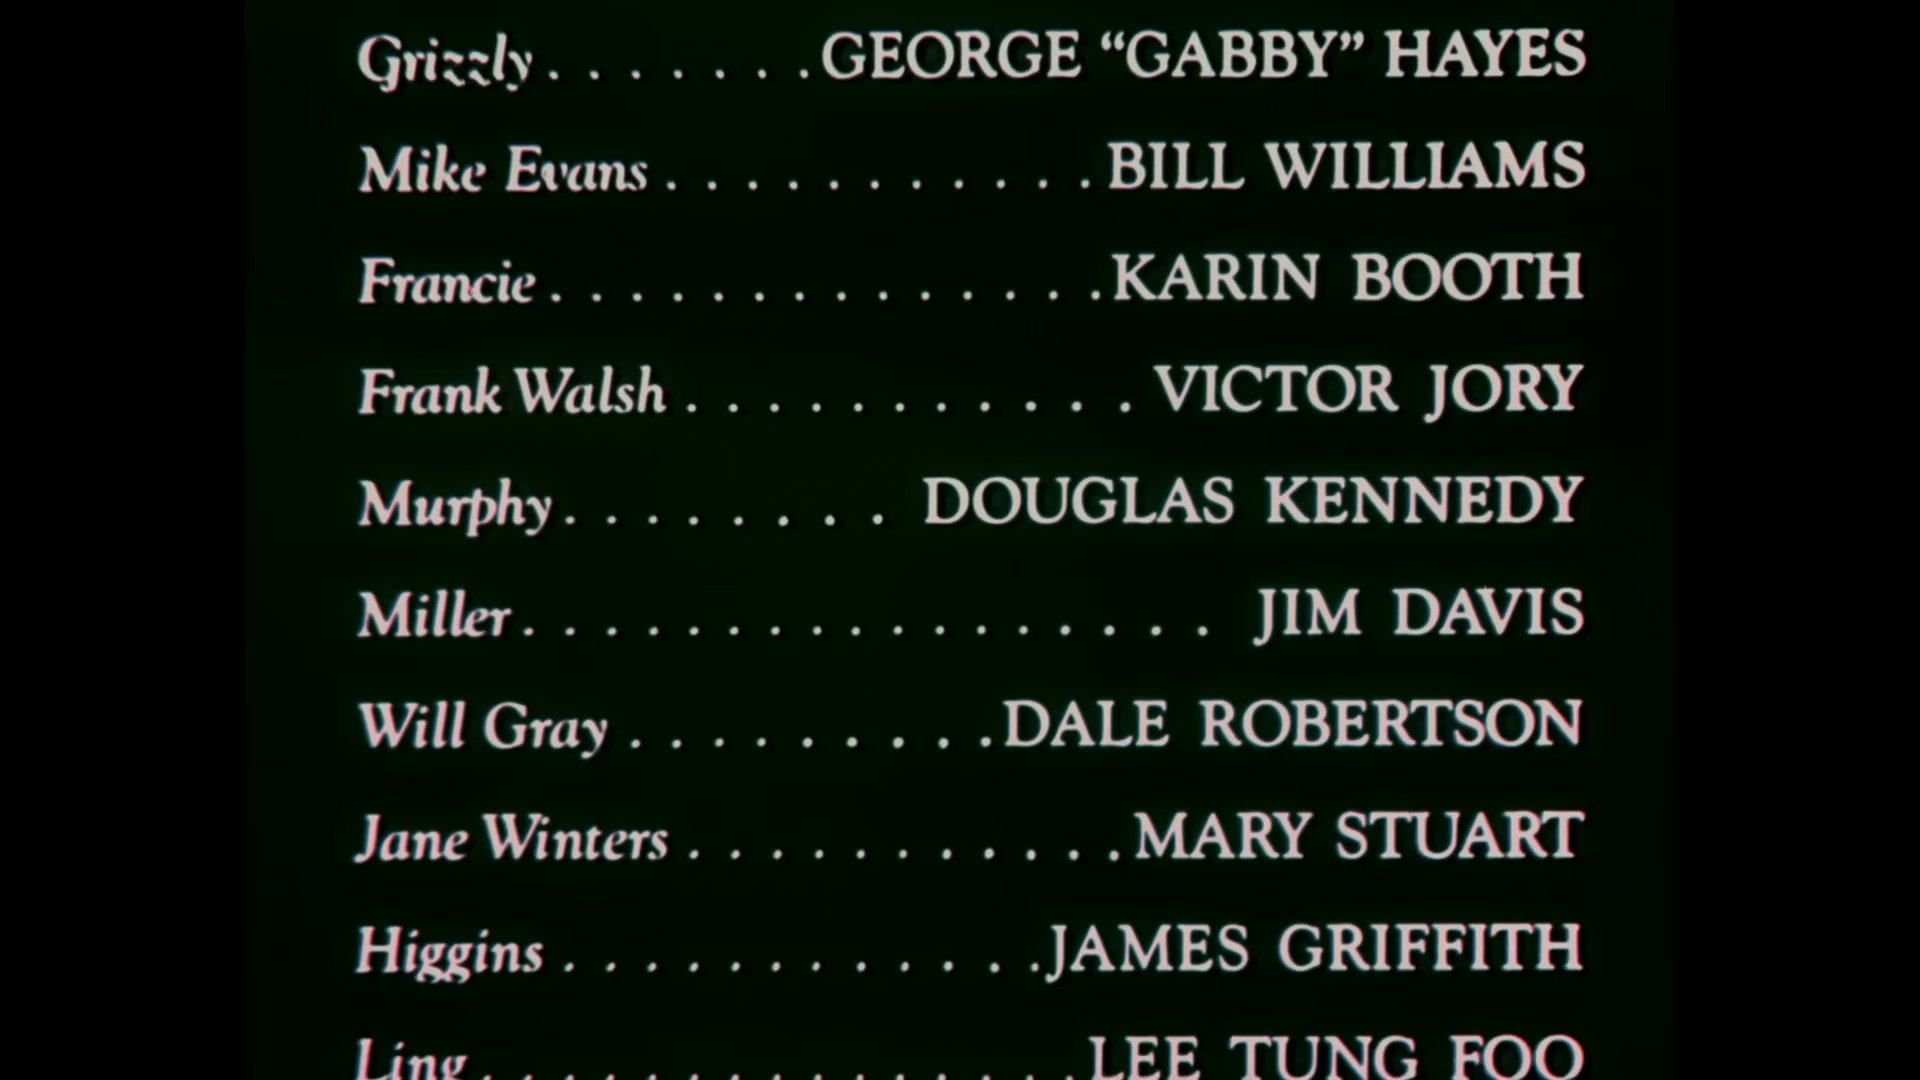 Grizzly . . . . . . . GEORGE “GABBY” HAYES
Mike Evans . . . . . . . . . . . BILL WILLIAMS
Francie . . . . . . . . . . . . . . KARIN BOOTH
Frank Walsh . . . . . . . . . . . VICTOR JORY
Murphy . . . . . . . . DOUGLAS KENNEDY
Miller . . . . . . . . . . . . . . . . . JIM DAVIS
Will Gray . . . . . . . . . DALE ROBERTSON
Jane Winters . . . . . . . . . . . MARY STUART
Higgins . . . . . . . . . . . . JAMES GRIFFITH
Ling . . . . . . . . . . . . . . . LEE TUNG FOO